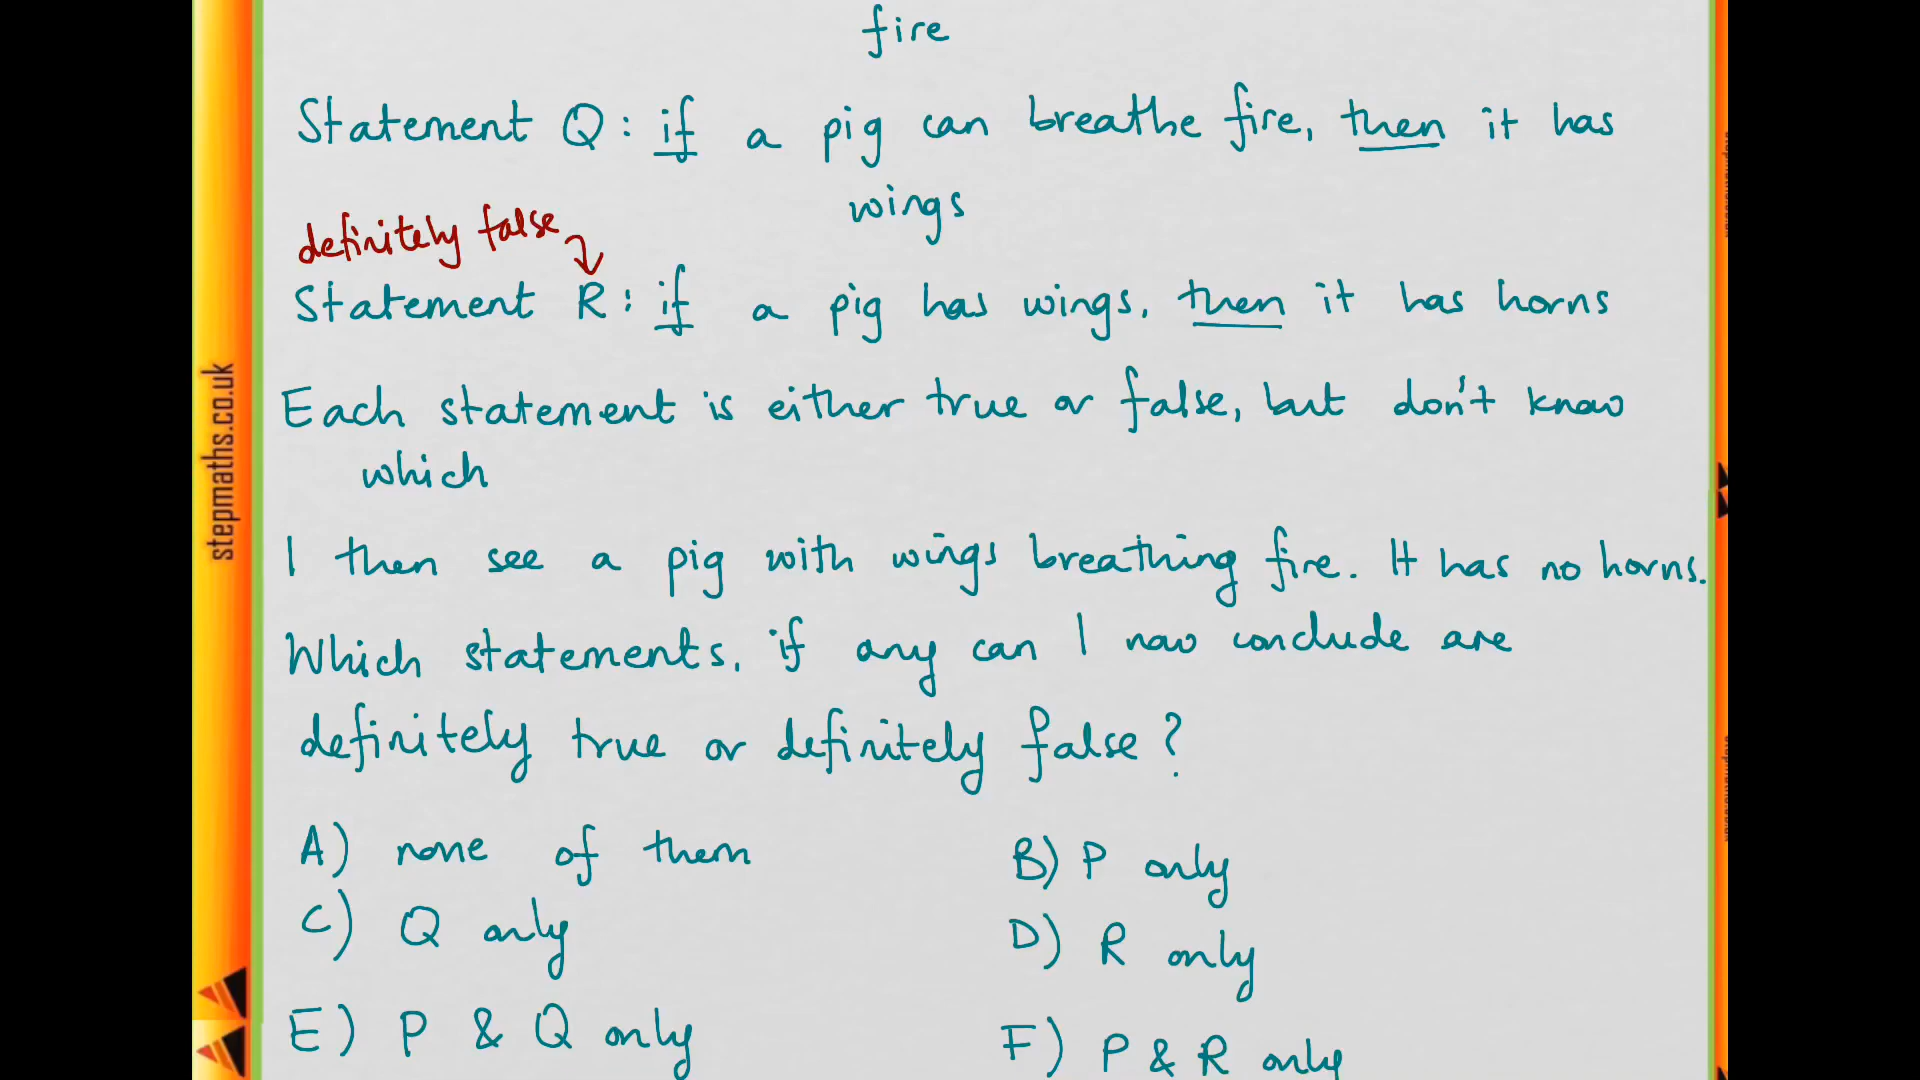 fire
Statement Q: if a pig can breathe fire, then it has
wings
definitely false
Statement R: if a pig has wings, then it has horns
Each statement is either true or false, but don't know
which
I then see a pig with wings breathing fire. It has no horns.
Which statements, if any can I now conclude are
definitely true or definitely false?
A) none of them B) P only
C) Q only D) R only
E) P & Q only F) P & R only
stepmaths.co.uk